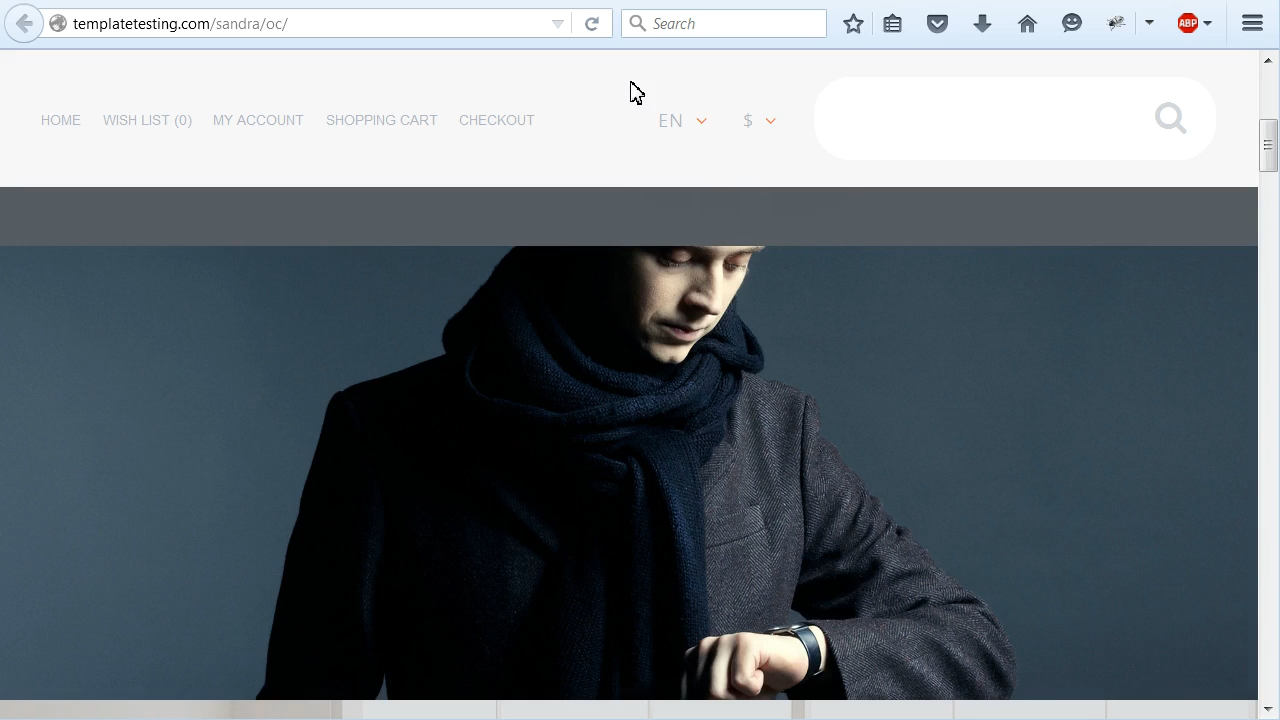 templatetesting.com/sandra/oc/
Search
ABP
HOME WISH LIST (0) MY ACCOUNT SHOPPING CART CHECKOUT EN $